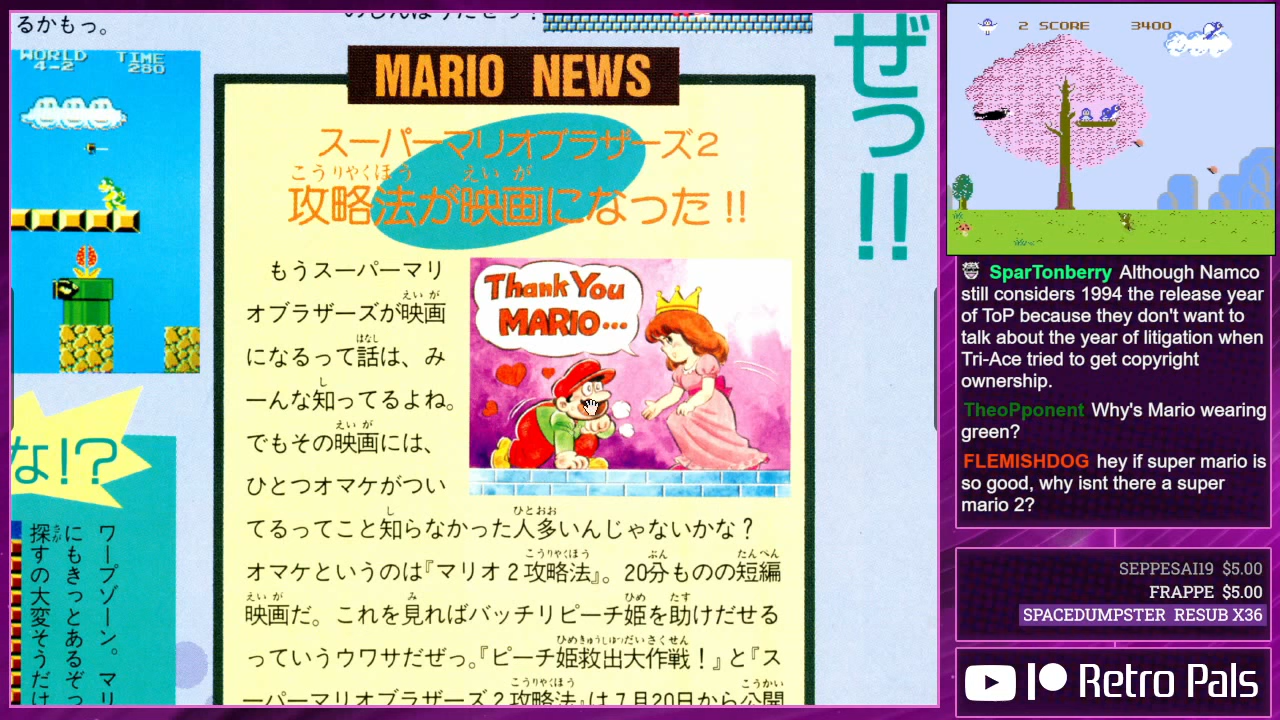 るかもっ。
WORLD TIME
4-2 280
な!?
ワープゾーン。マリ
にもきっとあるぞっ
探すの大変そうだけ
さが
ぜっ!!
MARIO NEWS
スーパーマリオブラザーズ2
こうりゃくほう えいが
攻略法が映画になった!!
もうスーパーマリ
えいが
オブラザーズが映画
はなし
になるって話は、み
し
ーんな知ってるよね。
えいが
でもその映画には、
ひとつオマケがつい
し ひとおお
てるってこと知らなかった人多いんじゃないかな?
こうりゃくほう ぷん たんぺん
オマケというのは『マリオ2攻略法』。20分ものの短編
えいが み ひめ たす
映画だ。これを見ればバッチリピーチ姫を助けだせる
ひめきゅうしゅつだいさくせん
っていうウワサだぜっ。『ピーチ姫救出大作戦!』と『ス
こうりゃくほう こうかい
ーパーマリオブラザーズ2攻略法』は7月20日から公開
Thank You
MARIO...
2 SCORE 3400
SparTonberry Although Namco
still considers 1994 the release year
of ToP because they don't want to
talk about the year of litigation when
Tri-Ace tried to get copyright
ownership.
TheoPponent Why's Mario wearing
green?
FLEMISHDOG hey if super mario is
so good, why isnt there a super
mario 2?
SEPPESAI19 $5.00
FRAPPE $5.00
SPACEDUMPSTER RESUB X36
Retro Pals